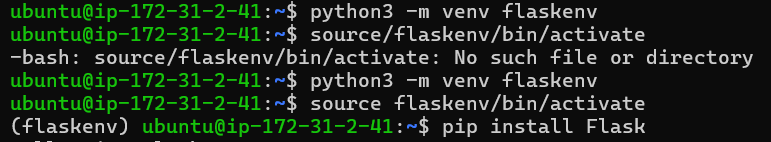 ubuntu@ip-172-31-2-41:~$ python3 -m venv flaskenv
ubuntu@ip-172-31-2-41:~$ source/flaskenv/bin/activate
-bash: source/flaskenv/bin/activate: No such file or directory
ubuntu@ip-172-31-2-41:~$ python3 -m venv flaskenv
ubuntu@ip-172-31-2-41:~$ source flaskenv/bin/activate
(flaskenv) ubuntu@ip-172-31-2-41:~$ pip install Flask